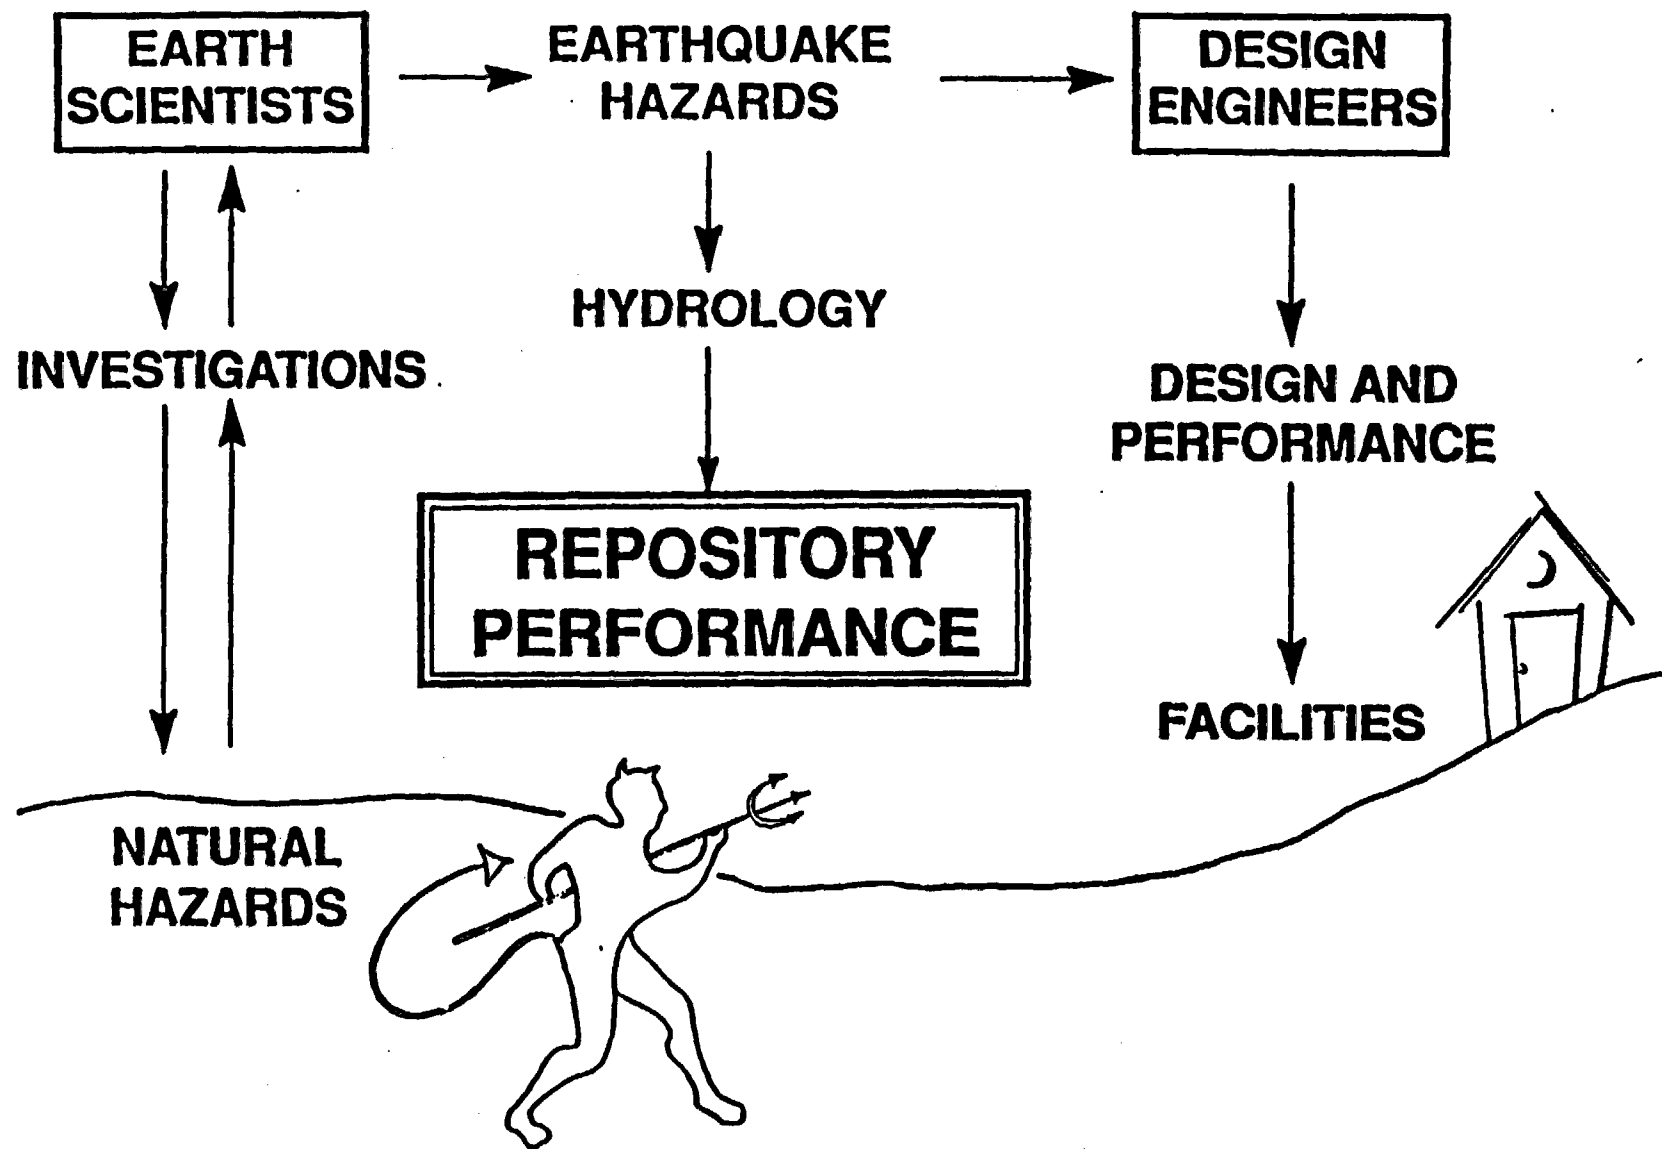 EARTH
SCIENTISTS
EARTHQUAKE
HAZARDS
DESIGN
ENGINEERS
HYDROLOGY
INVESTIGATIONS
DESIGN AND
PERFORMANCE
REPOSITORY
PERFORMANCE
FACILITIES
NATURAL
HAZARDS